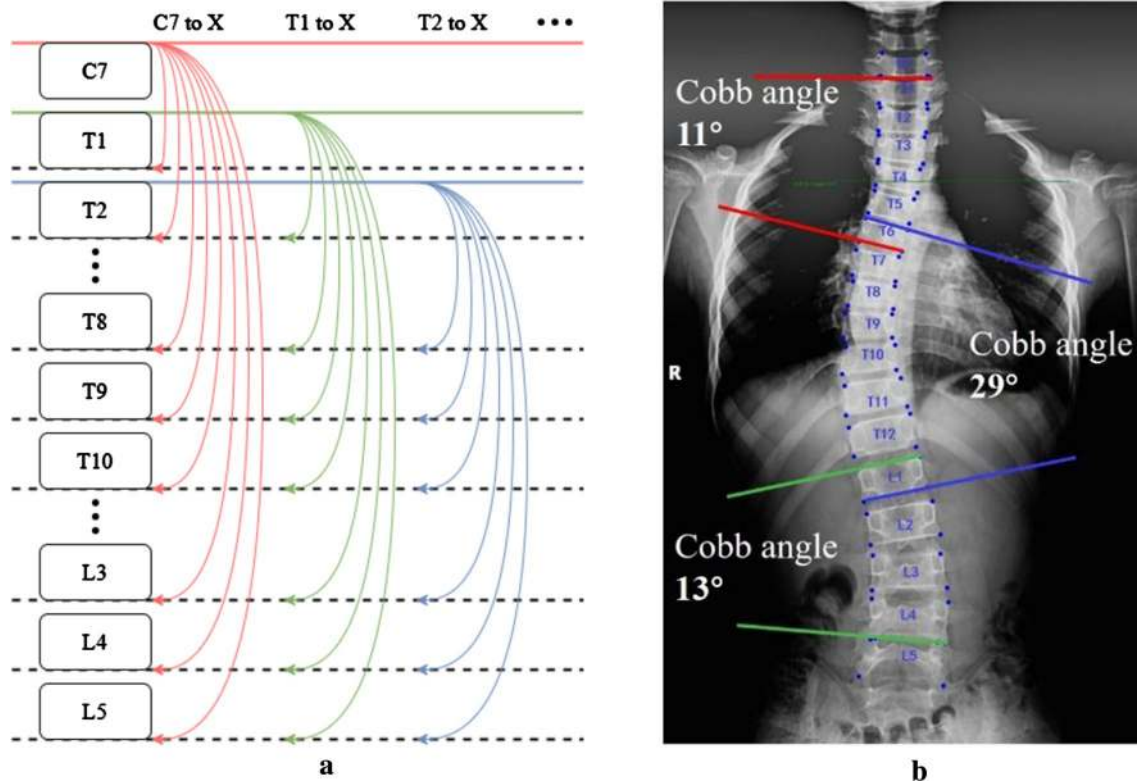 C7 to X T1 to X T2 to X •••
C7
T1
T2
T8
T9
T10
L3
L4
L5
a
Cobb angle
11°
T2
T3
T4
T5
T6
T7
T8
T9
T10
T11
T12
L1
L2
L3
L4
L5
R
Cobb angle
29°
Cobb angle
13°
b